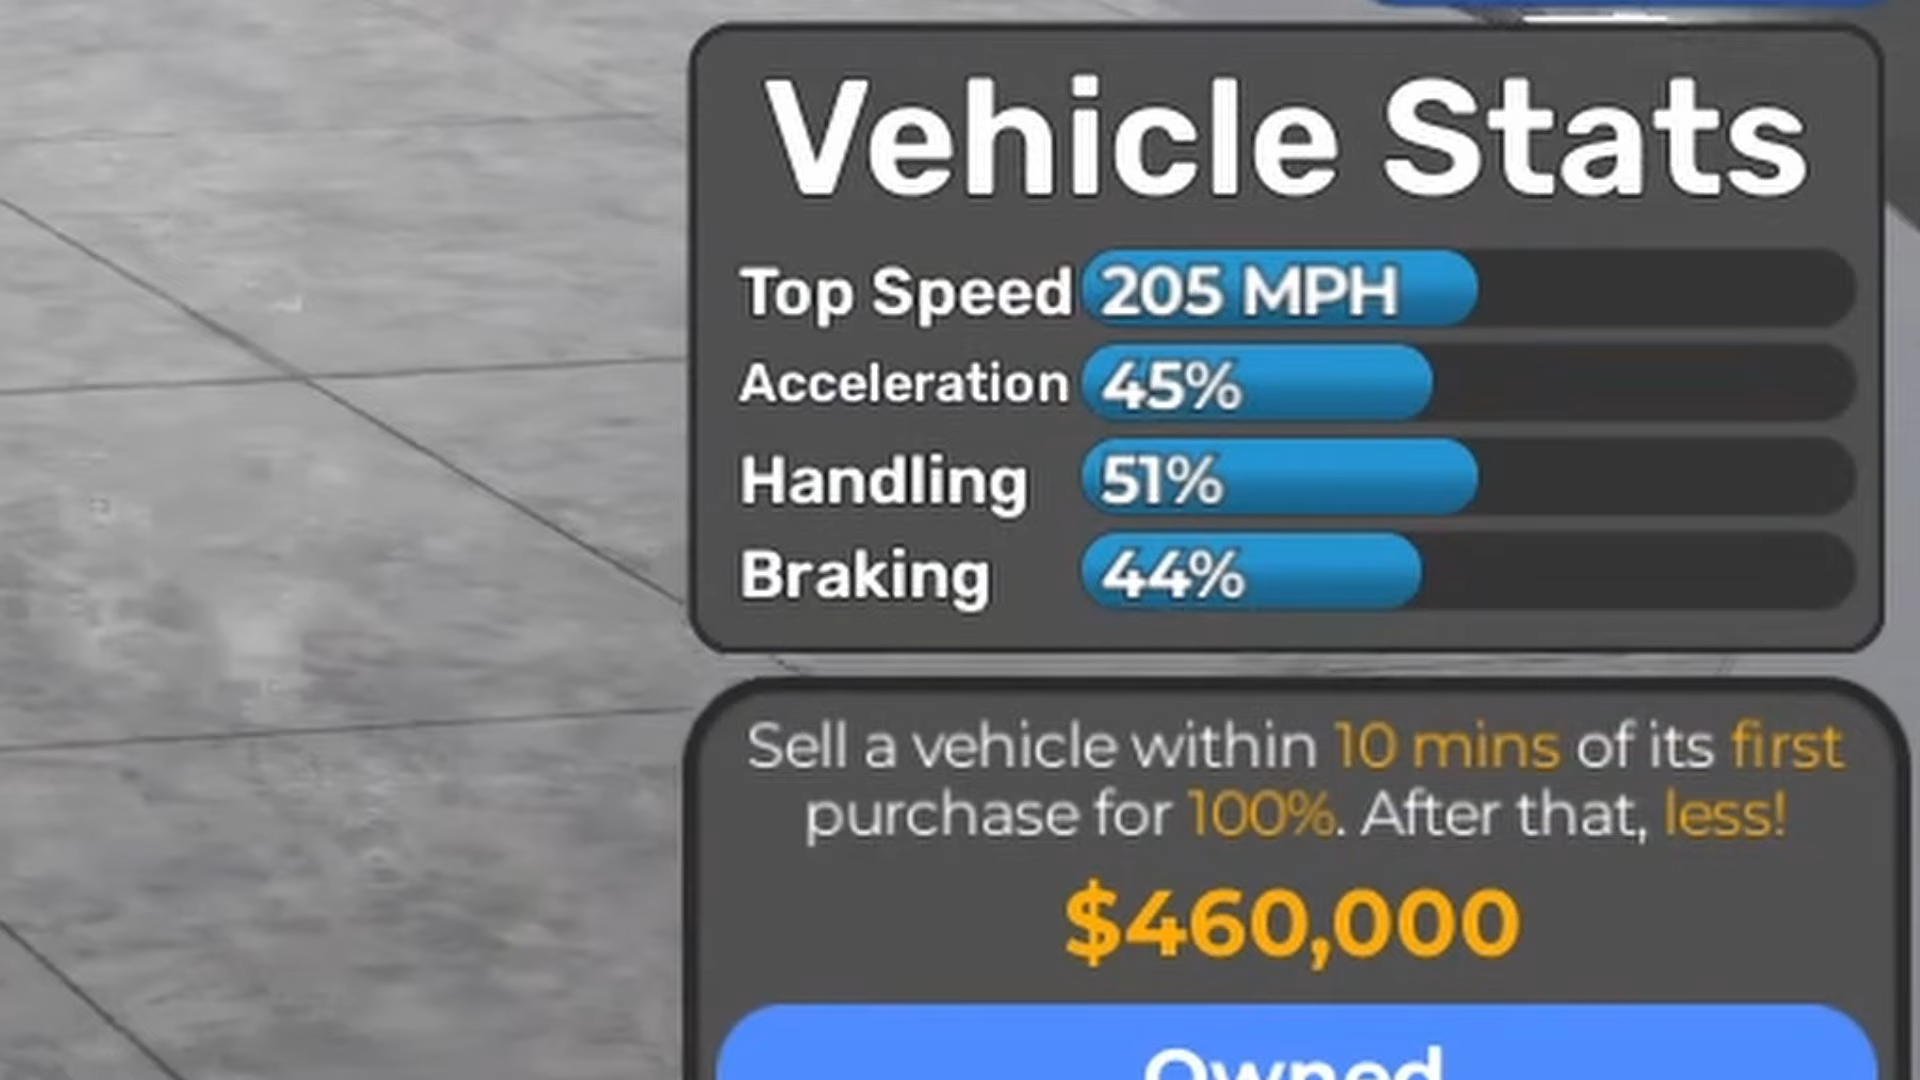 Vehicle Stats
Top Speed 205 MPH
Acceleration 45%
Handling 51%
Braking 44%
Sell a vehicle within 10 mins of its first
purchase for 100%. After that, less!
$460,000
Owned